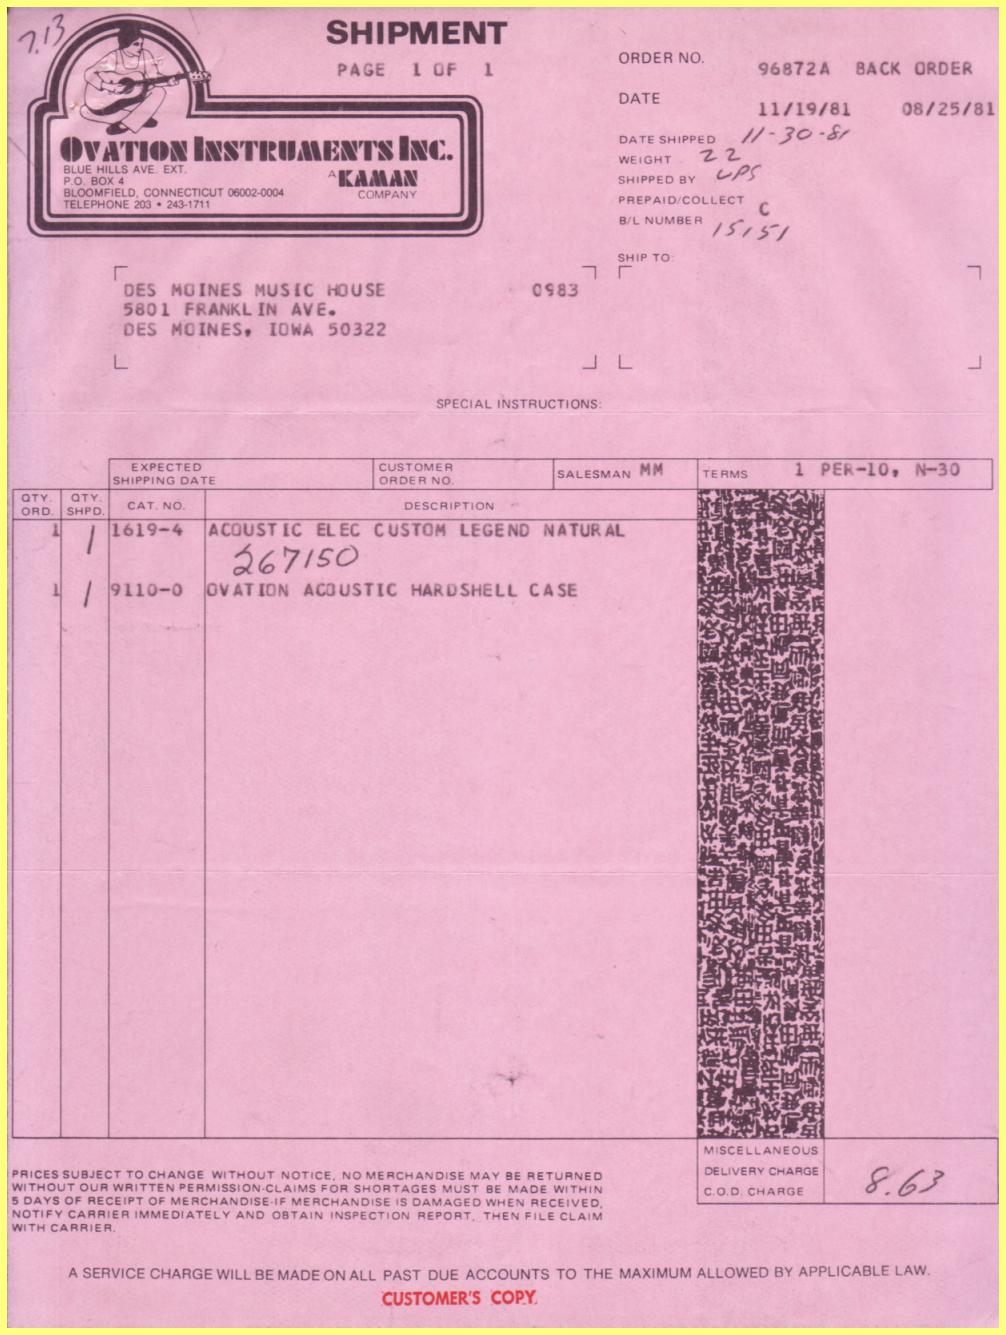 7.13
SHIPMENT
PAGE 1 OF 1
OVATION INSTRUMENTS INC.
BLUE HILLS AVE. EXT.
P.O. BOX 4
BLOOMFIELD, CONNECTICUT 06002-0004
TELEPHONE 203 • 243-1711
A KAMAN COMPANY
ORDER NO. 96872A BACK ORDER
DATE 11/19/81 08/25/81
DATE SHIPPED 11-30-81
WEIGHT 22
SHIPPED BY UPS
PREPAID/COLLECT C
B/L NUMBER 15151
SHIP TO:
DES MOINES MUSIC HOUSE 0983
5801 FRANKLIN AVE.
DES MOINES, IOWA 50322
SPECIAL INSTRUCTIONS:
EXPECTED SHIPPING DATE CUSTOMER ORDER NO. SALESMAN MM TERMS 1 PER-10, N-30
QTY. ORD. QTY. SHPD. CAT. NO. DESCRIPTION
1 1 1619-4 ACOUSTIC ELEC CUSTOM LEGEND NATURAL
267150
1 1 9110-0 OVATION ACOUSTIC HARDSHELL CASE
MISCELLANEOUS
DELIVERY CHARGE 8.63
C.O.D. CHARGE
PRICES SUBJECT TO CHANGE WITHOUT NOTICE, NO MERCHANDISE MAY BE RETURNED
WITHOUT OUR WRITTEN PERMISSION-CLAIMS FOR SHORTAGES MUST BE MADE WITHIN
5 DAYS OF RECEIPT OF MERCHANDISE-IF MERCHANDISE IS DAMAGED WHEN RECEIVED,
NOTIFY CARRIER IMMEDIATELY AND OBTAIN INSPECTION REPORT, THEN FILE CLAIM
WITH CARRIER.
A SERVICE CHARGE WILL BE MADE ON ALL PAST DUE ACCOUNTS TO THE MAXIMUM ALLOWED BY APPLICABLE LAW.
CUSTOMER'S COPY